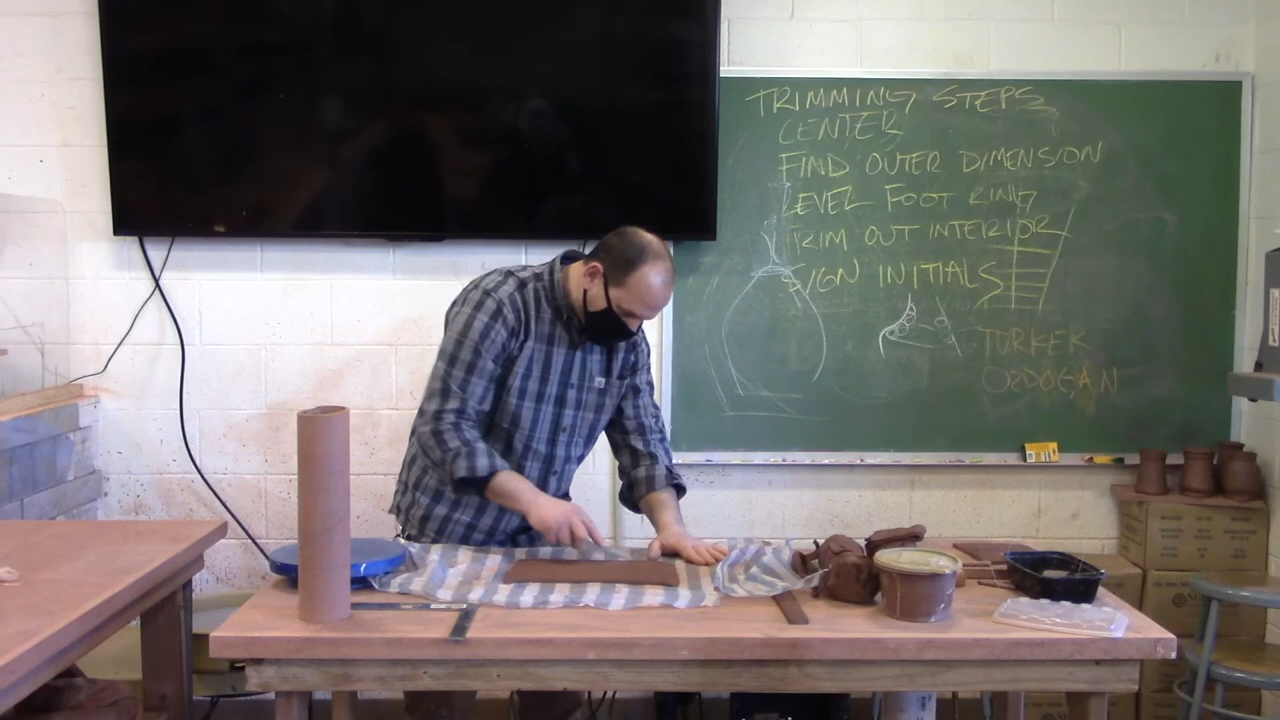 TRIMMING STEPS
CENTER
FIND OUTER DIMENSION
LEVEL FOOT RING
TRIM OUT INTERIOR
SIGN INITIALS
TURKER
OZDOGAN